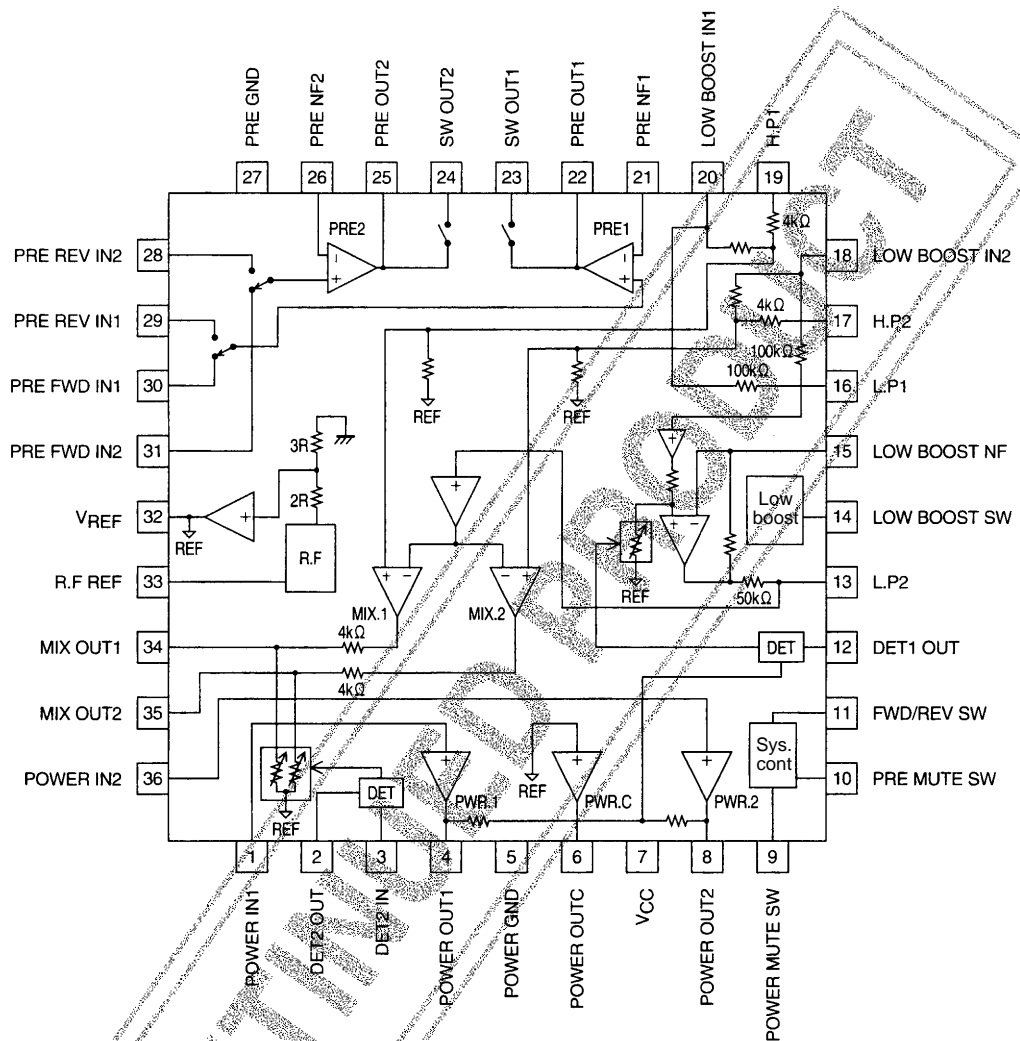 PRE GND
PRE NF2
PRE OUT2
SW OUT2
SW OUT1
PRE OUT1
PRE NF1
LOW BOOST IN1
H.P1
27
26
25
24
23
22
21
20
19
PRE REV IN2
28
PRE REV IN1
29
PRE FWD IN1
30
PRE FWD IN2
31
VREF
32
R.F REF
33
MIX OUT1
34
MIX OUT2
35
POWER IN2
36
18
LOW BOOST IN2
17
H.P2
16
L.P1
15
LOW BOOST NF
14
LOW BOOST SW
13
L.P2
12
DET1 OUT
11
FWD/REV SW
10
PRE MUTE SW
PRE2
-
+
PRE1
-
+
4kΩ
4kΩ
100kΩ
100kΩ
REF
REF
3R
2R
+
REF
R.F
+
+
+ -
Low
boost
REF
50kΩ
+ -
MIX.1
- +
MIX.2
4kΩ
4kΩ
DET
Sys.
cont
REF
DET
+
PWR.1
REF
+
PWR.C
+
PWR.2
1
2
3
4
5
6
7
8
9
POWER IN1
DET2 OUT
DET2 IN
POWER OUT1
POWER GND
POWER OUTC
VCC
POWER OUT2
POWER MUTE SW
TINUED PRODUCT